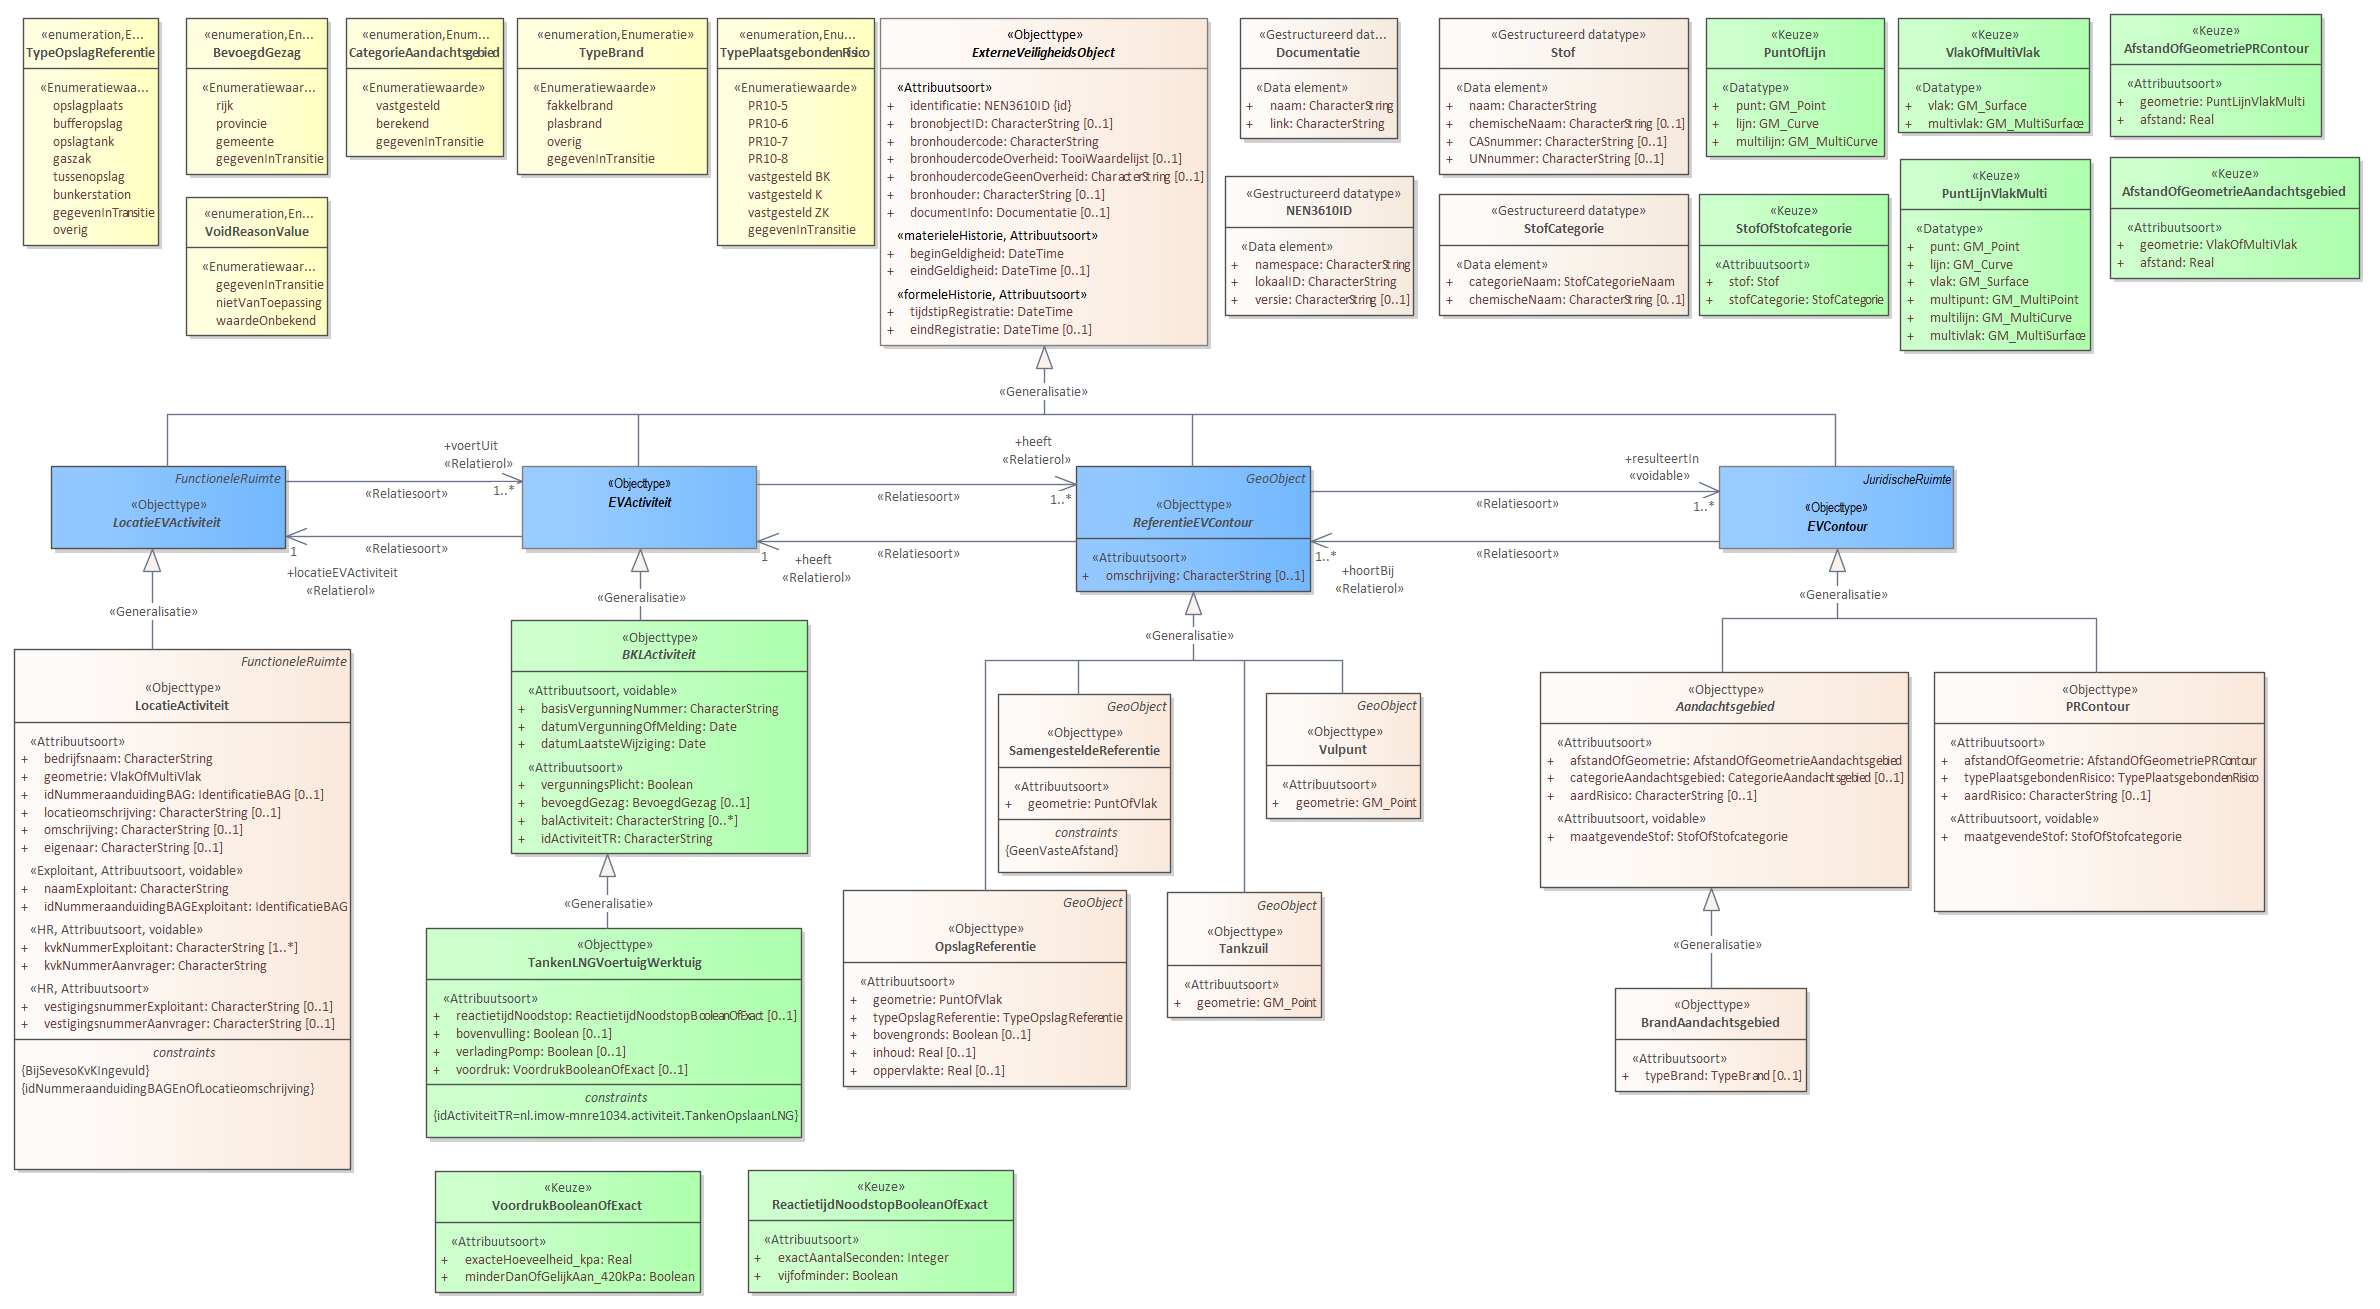 «enumeration,E...
TypeOpslagReferentie
«Enumeratiewaa...
opslagplaats
bufferopslag
opslagtank
gaszak
tussenopslag
bunkerstation
gegevenInTransitie
overig
«enumeration,En...
BevoegdGezag
«Enumeratiewaar...
rijk
provincie
gemeente
gegevenInTransitie
«enumeration,En...
VoidReasonValue
«Enumeratiewaar...
gegevenInTransitie
nietVanToepassing
waardeOnbekend
«enumeration,Enum...
CategorieAandachtsgebied
«Enumeratiewaarde»
vastgesteld
berekend
gegevenInTransitie
«enumeration,Enumeratie»
TypeBrand
«Enumeratiewaarde»
fakkelbrand
plasbrand
overig
gegevenInTransitie
«enumeration,Enu...
TypePlaatsgebondenRisico
«Enumeratiewaarde»
PR10-5
PR10-6
PR10-7
PR10-8
vastgesteld BK
vastgesteld K
vastgesteld ZK
gegevenInTransitie
«Objecttype»
ExterneVeiligheidsObject
«Attribuutsoort»
+ identificatie: NEN3610ID {id}
+ bronobjectID: CharacterString [0..1]
+ bronhoudercode: CharacterString
+ bronhoudercodeOverheid: TooiWaardelijst [0..1]
+ bronhoudercodeGeenOverheid: CharacterString [0..1]
+ bronhouder: CharacterString [0..1]
+ documentInfo: Documentatie [0..1]
«materieleHistorie, Attribuutsoort»
+ beginGeldigheid: DateTime
+ eindGeldigheid: DateTime [0..1]
«formeleHistorie, Attribuutsoort»
+ tijdstipRegistratie: DateTime
+ eindRegistratie: DateTime [0..1]
«Gestructureerd dat...
Documentatie
«Data element»
+ naam: CharacterString
+ link: CharacterString
«Gestructureerd datatype»
NEN3610ID
«Data element»
+ namespace: CharacterString
+ lokaalID: CharacterString
+ versie: CharacterString [0..1]
«Gestructureerd datatype»
Stof
«Data element»
+ naam: CharacterString
+ chemischeNaam: CharacterString [0..1]
+ CASnummer: CharacterString [0..1]
+ UNnummer: CharacterString [0..1]
«Gestructureerd datatype»
StofCategorie
«Data element»
+ categorieNaam: StofCategorieNaam
+ chemischeNaam: CharacterString [0..1]
«Keuze»
PuntOfLijn
«Datatype»
+ punt: GM_Point
+ lijn: GM_Curve
+ multilijn: GM_MultiCurve
«Keuze»
StofOfStofcategorie
«Attribuutsoort»
+ stof: Stof
+ stofCategorie: StofCategorie
«Keuze»
VlakOfMultiVlak
«Datatype»
+ vlak: GM_Surface
+ multivlak: GM_MultiSurface
«Keuze»
PuntLijnVlakMulti
«Datatype»
+ punt: GM_Point
+ lijn: GM_Curve
+ vlak: GM_Surface
+ multipunt: GM_MultiPoint
+ multilijn: GM_MultiCurve
+ multivlak: GM_MultiSurface
«Keuze»
AfstandOfGeometriePRContour
«Attribuutsoort»
+ geometrie: PuntLijnVlakMulti
+ afstand: Real
«Keuze»
AfstandOfGeometrieAandachtsgebied
«Attribuutsoort»
+ geometrie: VlakOfMultiVlak
+ afstand: Real
«Generalisatie»
FunctioneleRuimte
«Objecttype»
LocatieEVActiviteit
+voertUit
«Relatierol»
1..*
«Relatiesoort»
«Relatiesoort»
1
+locatieEVActiviteit
«Relatierol»
«Objecttype»
EVActiviteit
+heeft
«Relatierol»
1..*
«Relatiesoort»
«Relatiesoort»
1
+heeft
«Relatierol»
GeoObject
«Objecttype»
ReferentieEVContour
«Attribuutsoort»
+ omschrijving: CharacterString [0..1]
+resulteertIn
«voidable»
1..*
«Relatiesoort»
«Relatiesoort»
1..*
+hoortBij
«Relatierol»
JuridischeRuimte
«Objecttype»
EVContour
«Generalisatie»
«Generalisatie»
«Generalisatie»
«Generalisatie»
FunctioneleRuimte
«Objecttype»
LocatieActiviteit
«Attribuutsoort»
+ bedrijfsnaam: CharacterString
+ geometrie: VlakOfMultiVlak
+ idNummeraanduidingBAG: IdentificatieBAG [0..1]
+ locatieomschrijving: CharacterString [0..1]
+ omschrijving: CharacterString [0..1]
+ eigenaar: CharacterString [0..1]
«Exploitant, Attribuutsoort, voidable»
+ naamExploitant: CharacterString
+ idNummeraanduidingBAGExploitant: IdentificatieBAG
«HR, Attribuutsoort, voidable»
+ kvkNummerExploitant: CharacterString [1..*]
+ kvkNummerAanvrager: CharacterString
«HR, Attribuutsoort»
+ vestigingsnummerExploitant: CharacterString [0..1]
+ vestigingsnummerAanvrager: CharacterString [0..1]
constraints
{BijSevesoKvKIngevuld}
{idNummeraanduidingBAGEnOfLocatieomschrijving}
«Objecttype»
BKLActiviteit
«Attribuutsoort, voidable»
+ basisVergunningNummer: CharacterString
+ datumVergunningOfMelding: Date
+ datumLaatsteWijziging: Date
«Attribuutsoort»
+ vergunningsPlicht: Boolean
+ bevoegdGezag: BevoegdGezag [0..1]
+ balActiviteit: CharacterString [0..*]
+ idActiviteitTR: CharacterString
«Generalisatie»
«Objecttype»
TankenLNGVoertuigWerktuig
«Attribuutsoort»
+ reactietijdNoodstop: ReactietijdNoodstopBooleanOfExact [0..1]
+ bovenvulling: Boolean [0..1]
+ verladingPomp: Boolean [0..1]
+ voordruk: VoordrukBooleanOfExact [0..1]
constraints
{idActiviteitTR=nl.imow-mnre1034.activiteit.TankenOpslaanLNG}
GeoObject
«Objecttype»
SamengesteldeReferentie
«Attribuutsoort»
+ geometrie: PuntOfVlak
constraints
{GeenVasteAfstand}
GeoObject
«Objecttype»
Vulpunt
«Attribuutsoort»
+ geometrie: GM_Point
GeoObject
«Objecttype»
OpslagReferentie
«Attribuutsoort»
+ geometrie: PuntOfVlak
+ typeOpslagReferentie: TypeOpslagReferentie
+ bovengronds: Boolean [0..1]
+ inhoud: Real [0..1]
+ oppervlakte: Real [0..1]
GeoObject
«Objecttype»
Tankzuil
«Attribuutsoort»
+ geometrie: GM_Point
«Objecttype»
Aandachtsgebied
«Attribuutsoort»
+ afstandOfGeometrie: AfstandOfGeometrieAandachtsgebied
+ categorieAandachtsgebied: CategorieAandachtsgebied [0..1]
+ aardRisico: CharacterString [0..1]
«Attribuutsoort, voidable»
+ maatgevendeStof: StofOfStofcategorie
«Objecttype»
PRContour
«Attribuutsoort»
+ afstandOfGeometrie: AfstandOfGeometriePRContour
+ typePlaatsgebondenRisico: TypePlaatsgebondenRisico
+ aardRisico: CharacterString [0..1]
«Attribuutsoort, voidable»
+ maatgevendeStof: StofOfStofcategorie
«Generalisatie»
«Objecttype»
BrandAandachtsgebied
«Attribuutsoort»
+ typeBrand: TypeBrand [0..1]
«Keuze»
VoordrukBooleanOfExact
«Attribuutsoort»
+ exacteHoeveelheid_kpa: Real
+ minderDanOfGelijkAan_420kPa: Boolean
«Keuze»
ReactietijdNoodstopBooleanOfExact
«Attribuutsoort»
+ exactAantalSeconden: Integer
+ vijfofminder: Boolean